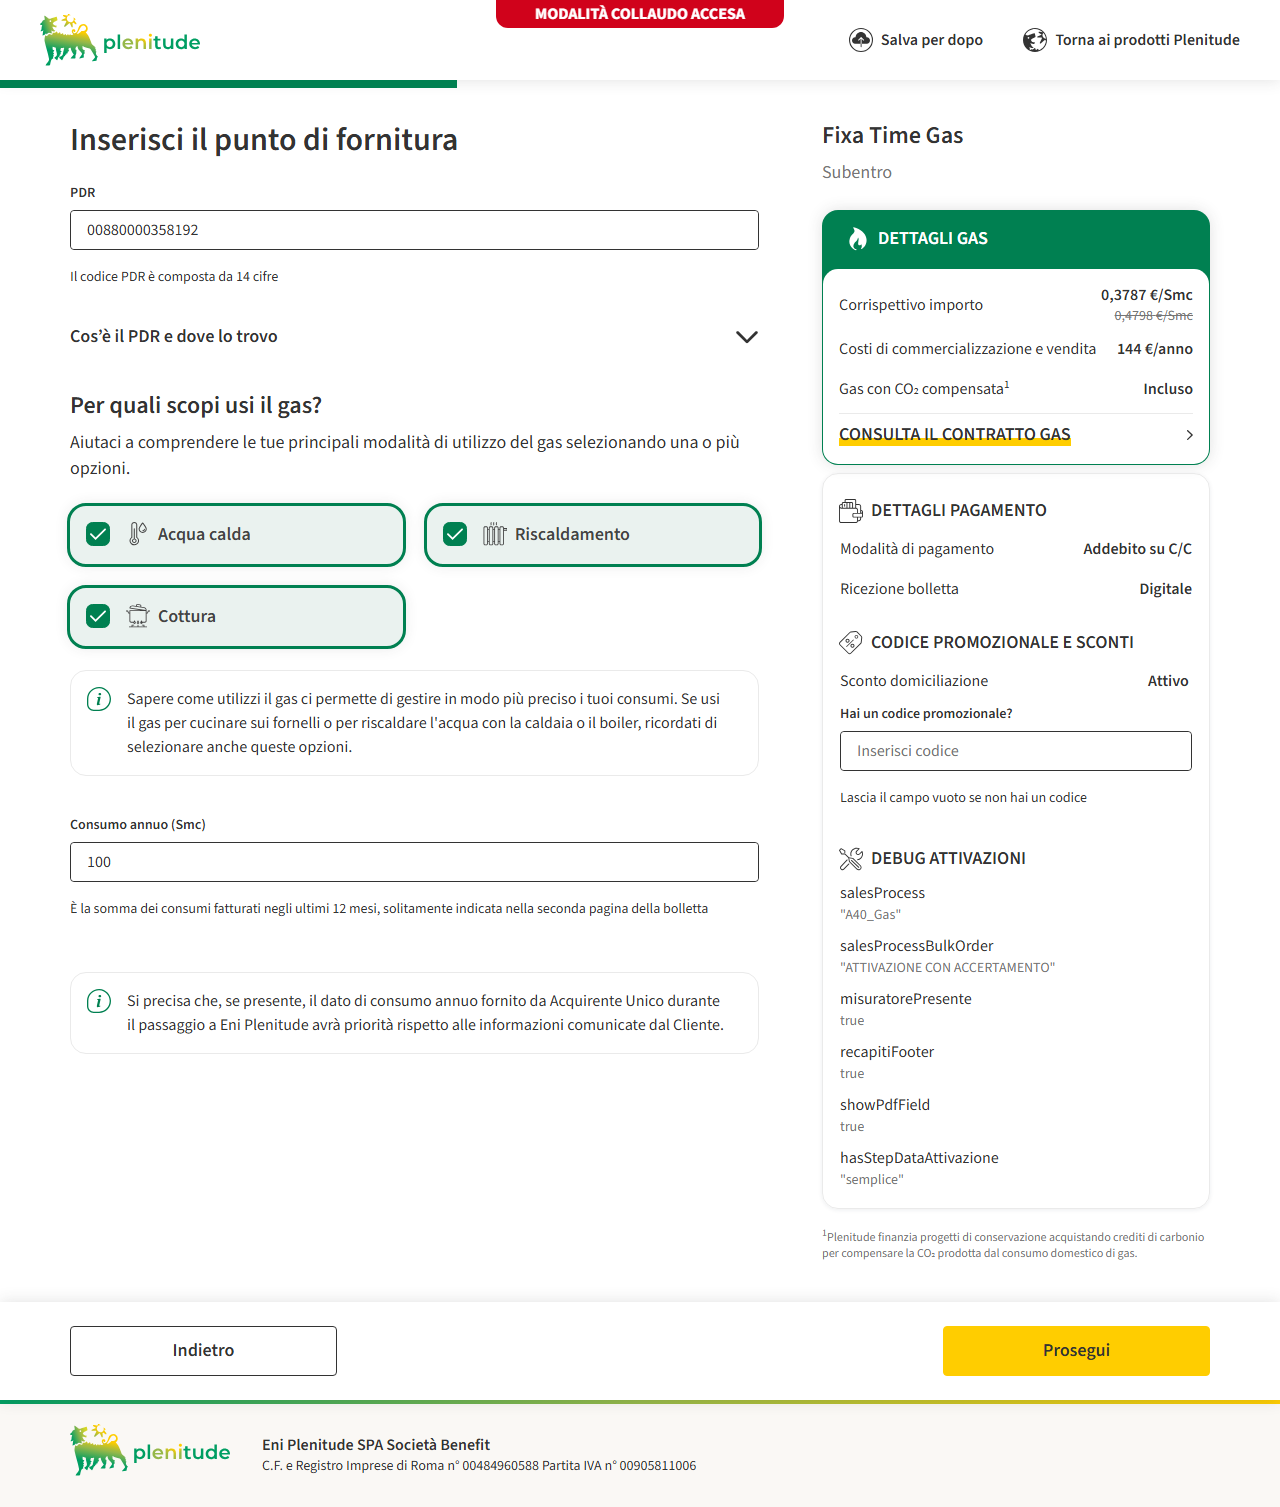 MODALITÀ COLLAUDO ACCESA
plenitude
Salva per dopo
Torna ai prodotti Plenitude
Inserisci il punto di fornitura
PDR
00880000358192
Il codice PDR è composta da 14 cifre
Cos’è il PDR e dove lo trovo
Per quali scopi usi il gas?
Aiutaci a comprendere le tue principali modalità di utilizzo del gas selezionando una o più
opzioni.
Acqua calda
Riscaldamento
Cottura
Sapere come utilizzi il gas ci permette di gestire in modo più preciso i tuoi consumi. Se usi
il gas per cucinare sui fornelli o per riscaldare l'acqua con la caldaia o il boiler, ricordati di
selezionare anche queste opzioni.
Consumo annuo (Smc)
100
È la somma dei consumi fatturati negli ultimi 12 mesi, solitamente indicata nella seconda pagina della bolletta
Si precisa che, se presente, il dato di consumo annuo fornito da Acquirente Unico durante
il passaggio a Eni Plenitude avrà priorità rispetto alle informazioni comunicate dal Cliente.
Fixa Time Gas
Subentro
DETTAGLI GAS
Corrispettivo importo
0,3787 €/Smc
0,4798 €/Smc
Costi di commercializzazione e vendita
144 €/anno
Gas con CO₂ compensata¹
Incluso
CONSULTA IL CONTRATTO GAS
DETTAGLI PAGAMENTO
Modalità di pagamento
Addebito su C/C
Ricezione bolletta
Digitale
CODICE PROMOZIONALE E SCONTI
Sconto domiciliazione
Attivo
Hai un codice promozionale?
Inserisci codice
Lascia il campo vuoto se non hai un codice
DEBUG ATTIVAZIONI
salesProcess
"A40_Gas"
salesProcessBulkOrder
"ATTIVAZIONE CON ACCERTAMENTO"
misuratorePresente
true
recapitiFooter
true
showPdfField
true
hasStepDataAttivazione
"semplice"
¹Plenitude finanzia progetti di conservazione acquistando crediti di carbonio
per compensare la CO₂ prodotta dal consumo domestico di gas.
Indietro
Prosegui
plenitude
Eni Plenitude SPA Società Benefit
C.F. e Registro Imprese di Roma n° 00484960588 Partita IVA n° 00905811006